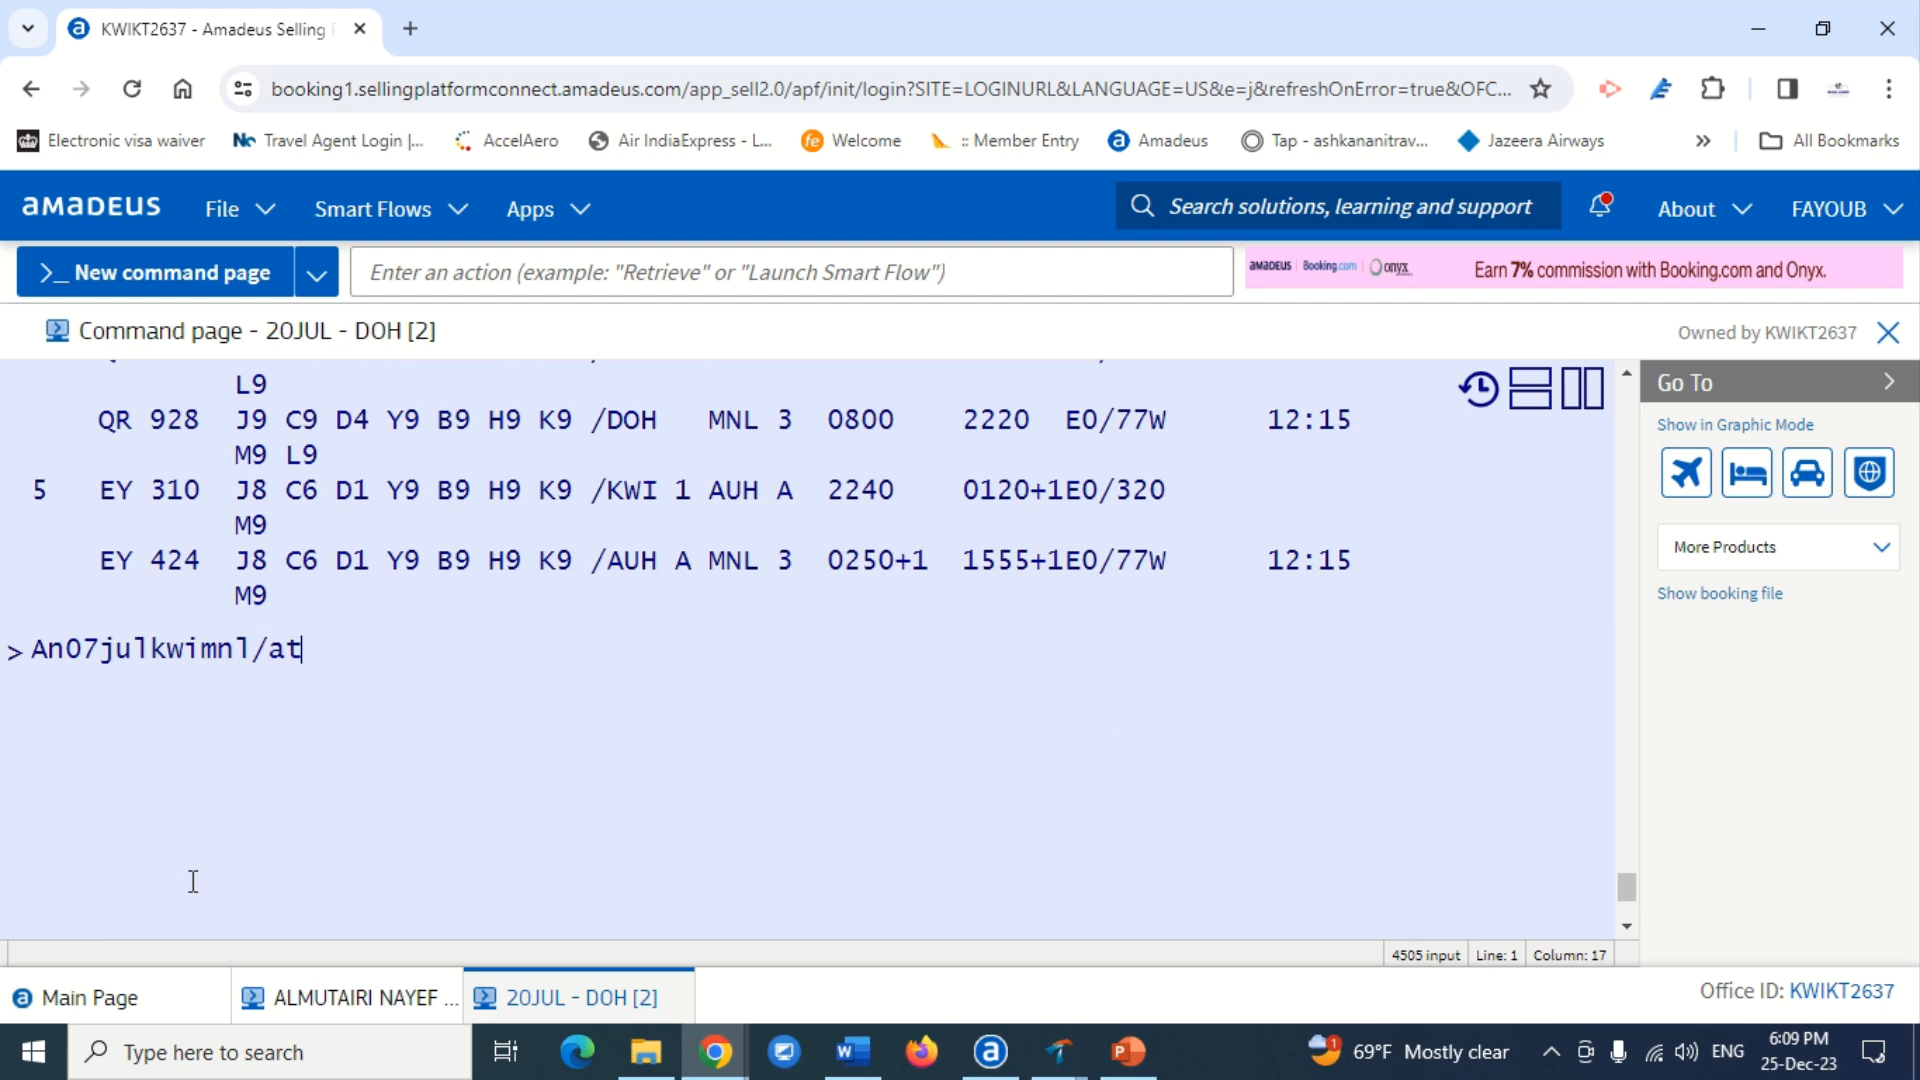 KWIKT2637 - Amadeus Selling
booking1.sellingplatformconnect.amadeus.com/app_sell2.0/apf/init/login?SITE=LOGINURL&LANGUAGE=US&e=j&refreshOnError=true&OFC...
Electronic visa waiver
Travel Agent Login |...
AccelAero
Air IndiaExpress - L...
Welcome
:: Member Entry
Amadeus
Tap - ashkananitrav...
Jazeera Airways
All Bookmarks
amadeus
File
Smart Flows
Apps
Search solutions, learning and support
About
FAYOUB
>_ New command page
Enter an action (example: "Retrieve" or "Launch Smart Flow")
amadeus Booking.com onyx
Earn 7% commission with Booking.com and Onyx.
Command page - 20JUL - DOH [2]
Owned by KWIKT2637
L9
QR 928 J9 C9 D4 Y9 B9 H9 K9 /DOH MNL 3 0800 2220 E0/77W 12:15
M9 L9
5 EY 310 J8 C6 D1 Y9 B9 H9 K9 /KWI 1 AUH A 2240 0120+1E0/320
M9
EY 424 J8 C6 D1 Y9 B9 H9 K9 /AUH A MNL 3 0250+1 1555+1E0/77W 12:15
M9
> An07julkwimnl/at
Go To
Show in Graphic Mode
More Products
Show booking file
4505 input
Line: 1
Column: 17
Main Page
ALMUTAIRI NAYEF ...
20JUL - DOH [2]
Office ID: KWIKT2637
Type here to search
69°F Mostly clear
ENG
6:09 PM
25-Dec-23